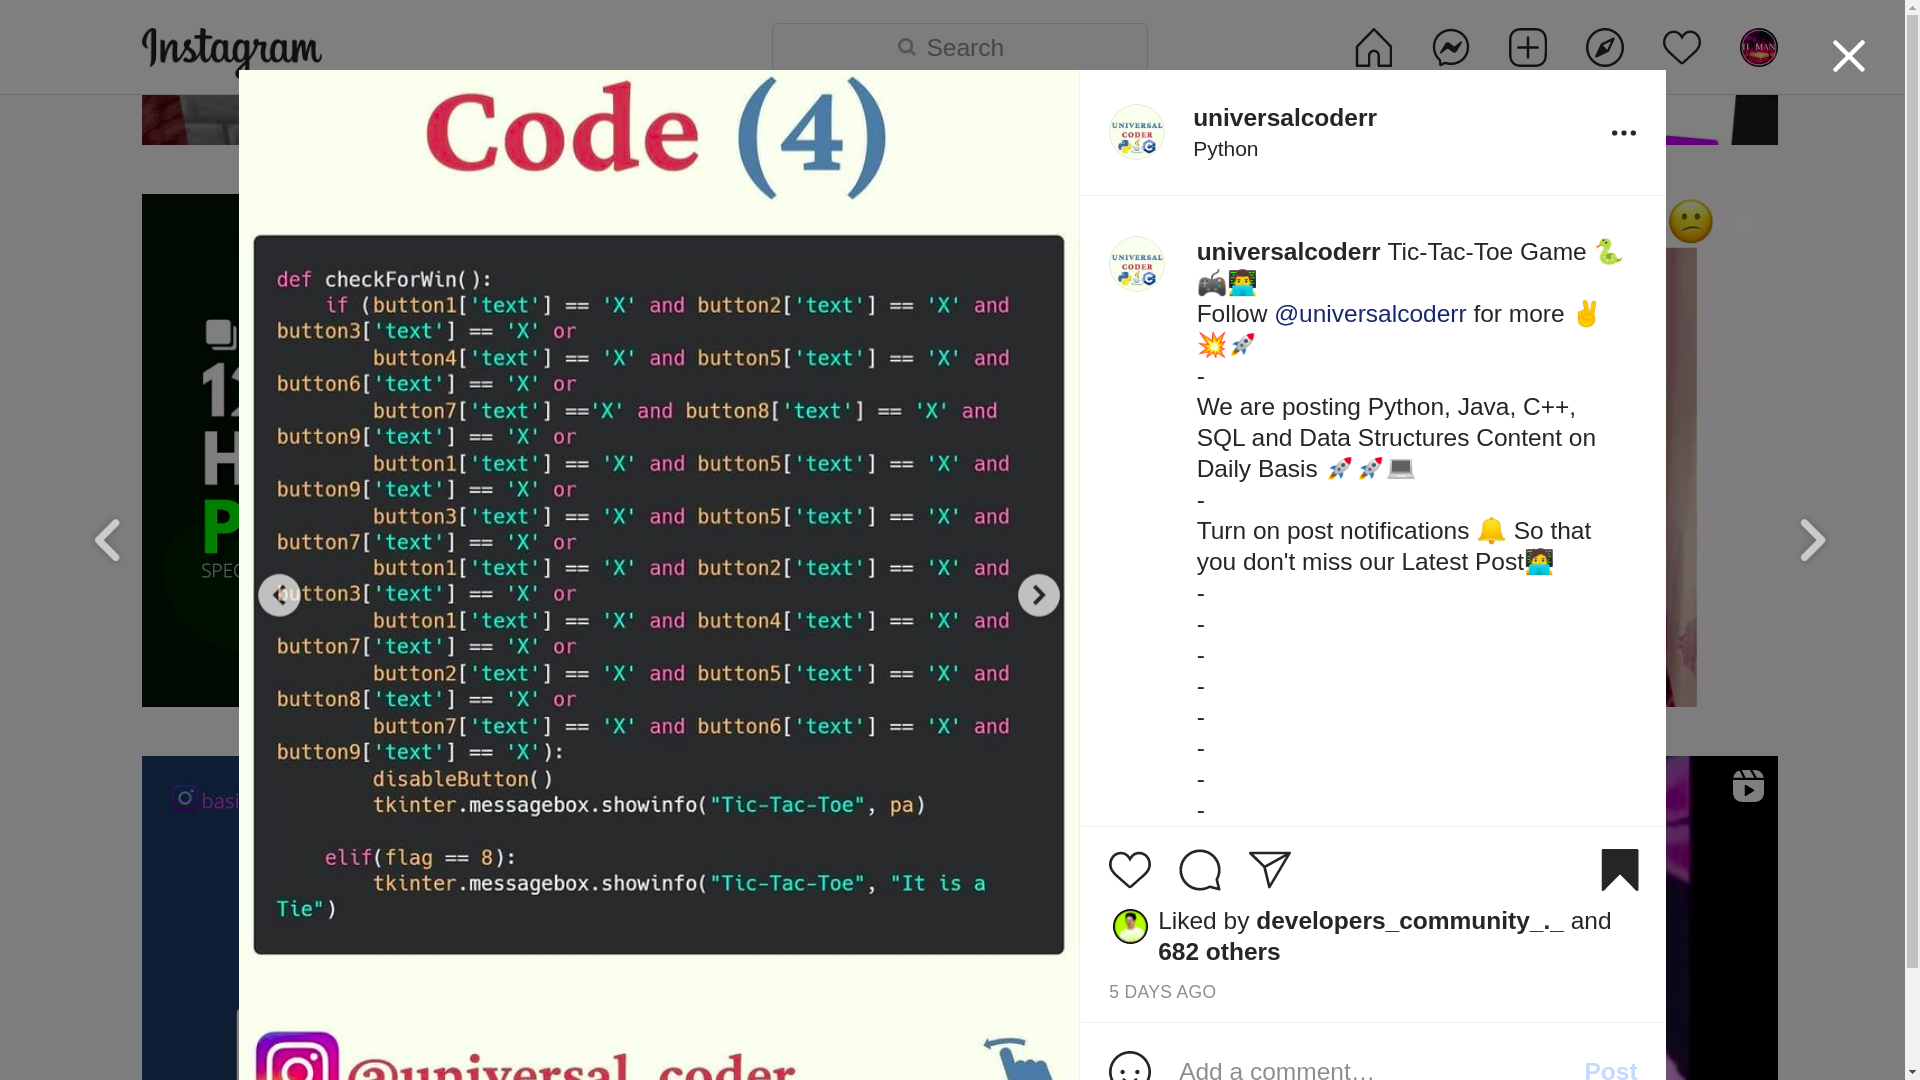 Instagram
Search
H_MAN
Code (4)
def checkForWin():
if (button1['text'] == 'X' and button2['text'] == 'X' and
button3['text'] == 'X' or
button4['text'] == 'X' and button5['text'] == 'X' and
button6['text'] == 'X' or
button7['text'] =='X' and button8['text'] == 'X' and
button9['text'] == 'X' or
button1['text'] == 'X' and button5['text'] == 'X' and
button9['text'] == 'X' or
button3['text'] == 'X' and button5['text'] == 'X' and
button7['text'] == 'X' or
button1['text'] == 'X' and button2['text'] == 'X' and
button3['text'] == 'X' or
button1['text'] == 'X' and button4['text'] == 'X' and
button7['text'] == 'X' or
button2['text'] == 'X' and button5['text'] == 'X' and
button8['text'] == 'X' or
button7['text'] == 'X' and button6['text'] == 'X' and
button9['text'] == 'X'):
disableButton()
tkinter.messagebox.showinfo("Tic-Tac-Toe", pa)
elif(flag == 8):
tkinter.messagebox.showinfo("Tic-Tac-Toe", "It is a
Tie")
@universal_coder
UNIVERSAL
CODER
universalcoderr
Python
UNIVERSAL
CODER
universalcoderr Tic-Tac-Toe Game 🐍
🎮👨‍💻
Follow @universalcoderr for more ✌️
💥🚀
-
We are posting Python, Java, C++,
SQL and Data Structures Content on
Daily Basis 🚀🚀💻
-
Turn on post notifications 🔔 So that
you don't miss our Latest Post🧑‍💻
-
-
-
-
-
-
-
-
Liked by developers_community_._ and
682 others
5 DAYS AGO
Add a comment…
Post